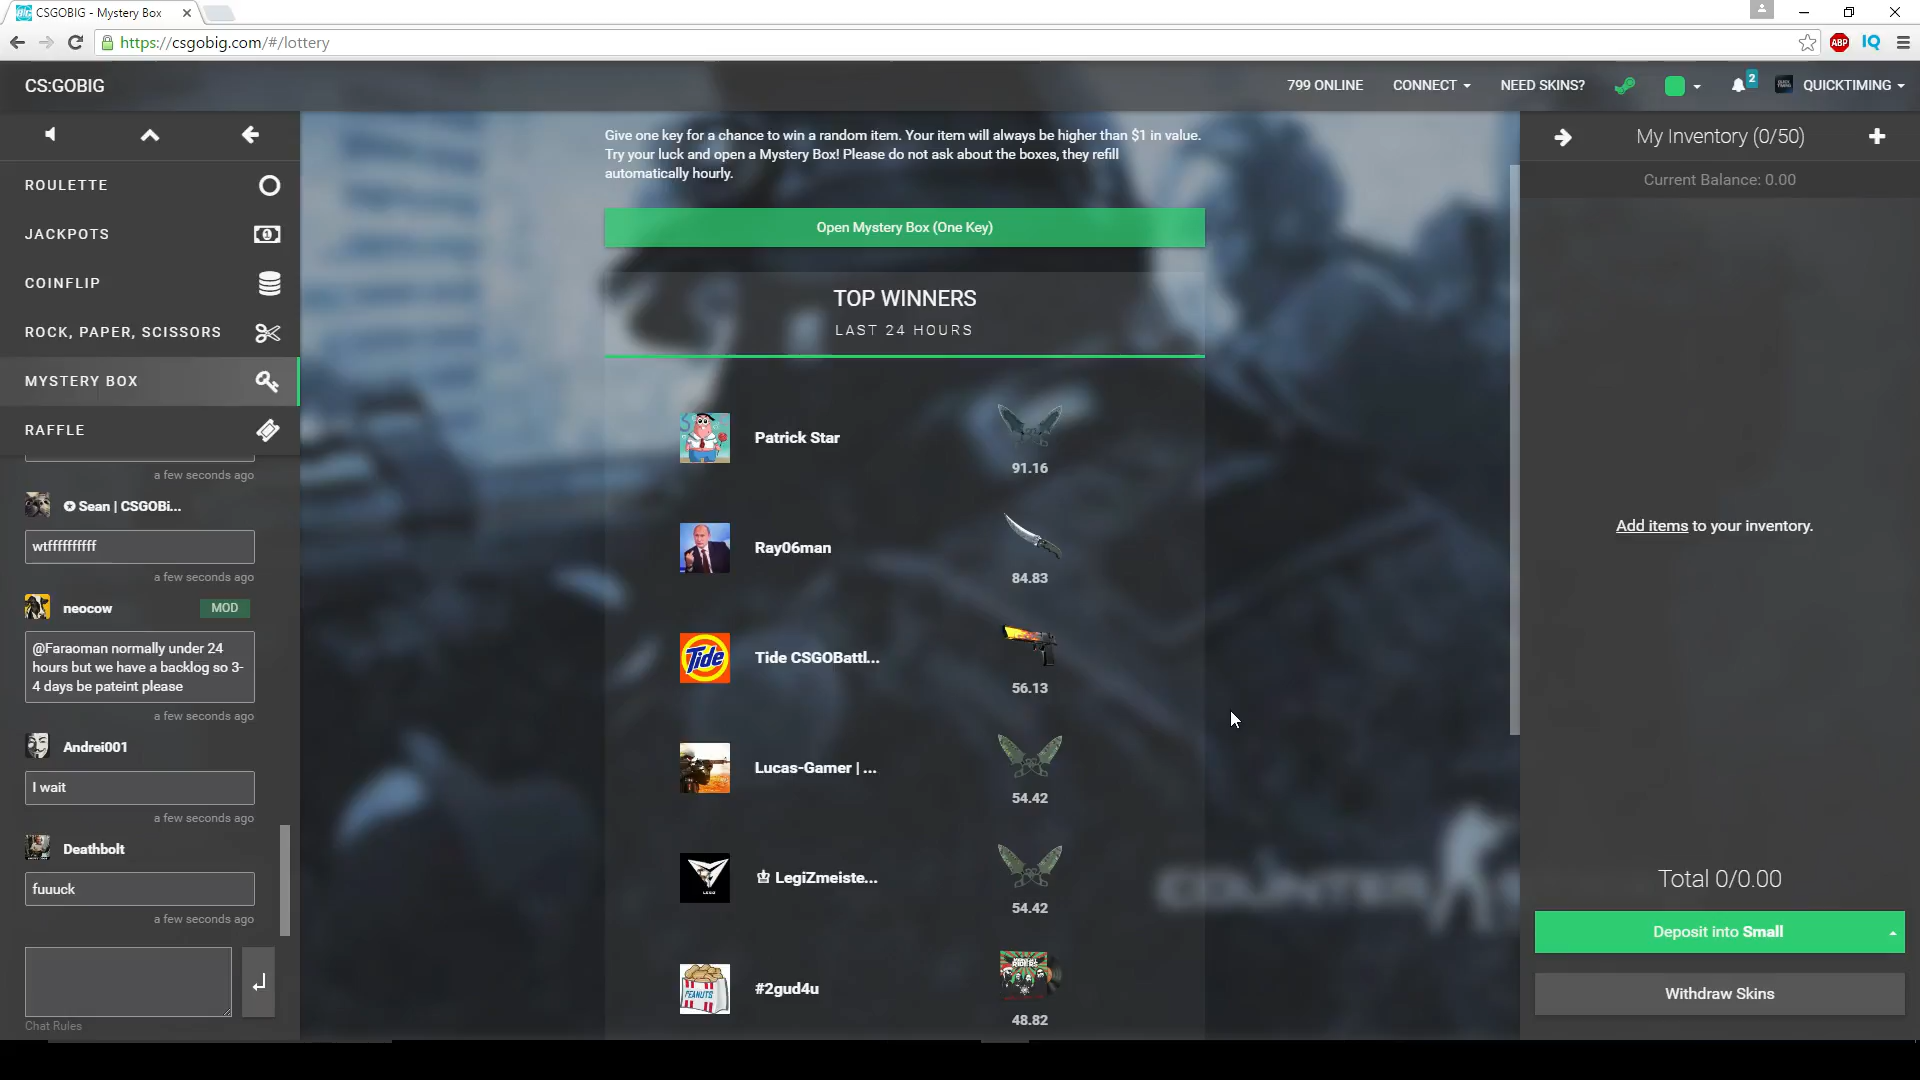 CSGOBIG - Mystery Box
https://csgobig.com/#/lottery
ABP
IQ
CS:GOBIG
799 ONLINE
CONNECT
NEED SKINS?
2
QUICKTIMING
ROULETTE
JACKPOTS
COINFLIP
ROCK, PAPER, SCISSORS
MYSTERY BOX
RAFFLE
a few seconds ago
Sean | CSGOBi...
wtffffffffff
a few seconds ago
neocow
MOD
@Faraoman normally under 24
hours but we have a backlog so 3-
4 days be pateint please
a few seconds ago
Andrei001
I wait
a few seconds ago
Deathbolt
fuuuck
a few seconds ago
Chat Rules
Give one key for a chance to win a random item. Your item will always be higher than $1 in value.
Try your luck and open a Mystery Box! Please do not ask about the boxes, they refill
automatically hourly.
Open Mystery Box (One Key)
TOP WINNERS
LAST 24 HOURS
Patrick Star
91.16
Ray06man
84.83
Tide
Tide CSGOBattl...
56.13
Lucas-Gamer | ...
54.42
LegiZmeiste...
54.42
PEANUTS
#2gud4u
48.82
COUNTER
My Inventory (0/50)
Current Balance: 0.00
Add items to your inventory.
Total 0/0.00
Deposit into Small
Withdraw Skins